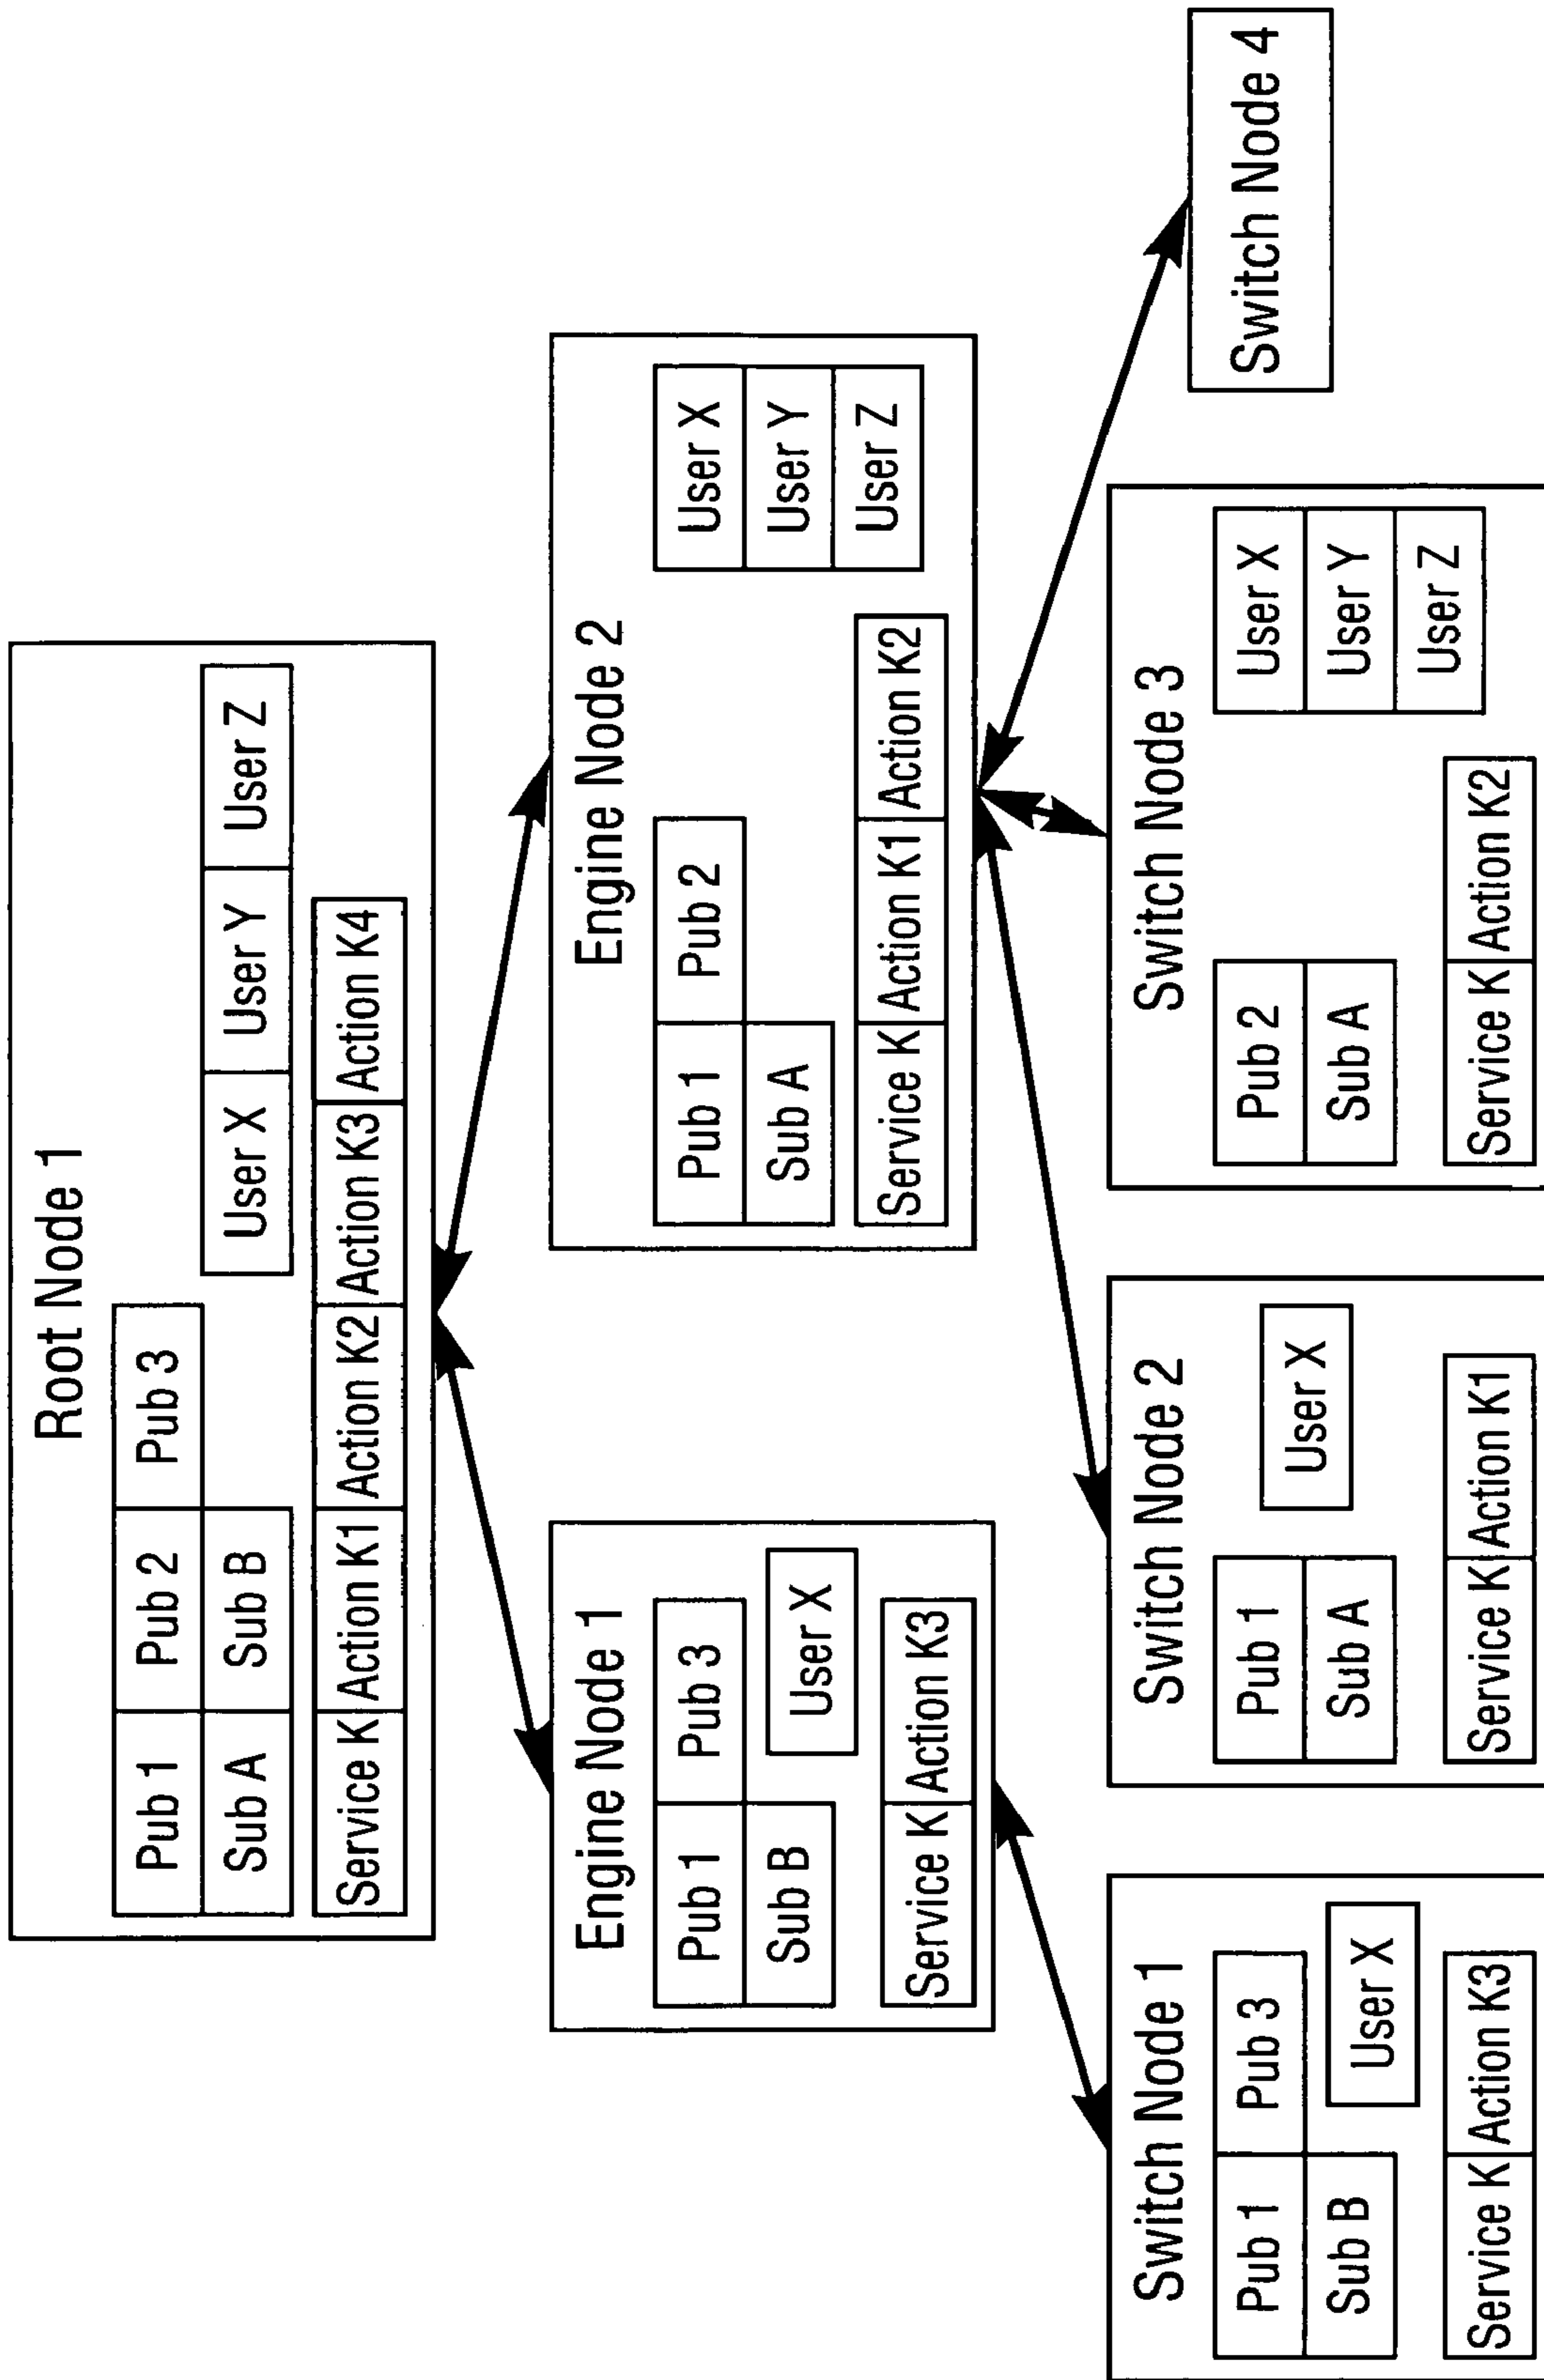 Root Node 1
Pub 1 Pub 2 Pub 3
Sub A Sub B
User X User Y User Z
Service K Action K1 Action K2 Action K3 Action K4
Engine Node 1
Pub 1 Pub 3
Sub B
User X
Service K Action K3
Engine Node 2
Pub 1 Pub 2
Sub A
User X
User Y
User Z
Service K Action K1 Action K2
Switch Node 1
Pub 1 Pub 3
Sub B
User X
Service K Action K3
Switch Node 2
Pub 1
Sub A
User X
Service K Action K1
Switch Node 3
Pub 2
Sub A
User X
User Y
User Z
Service K Action K2
Switch Node 4